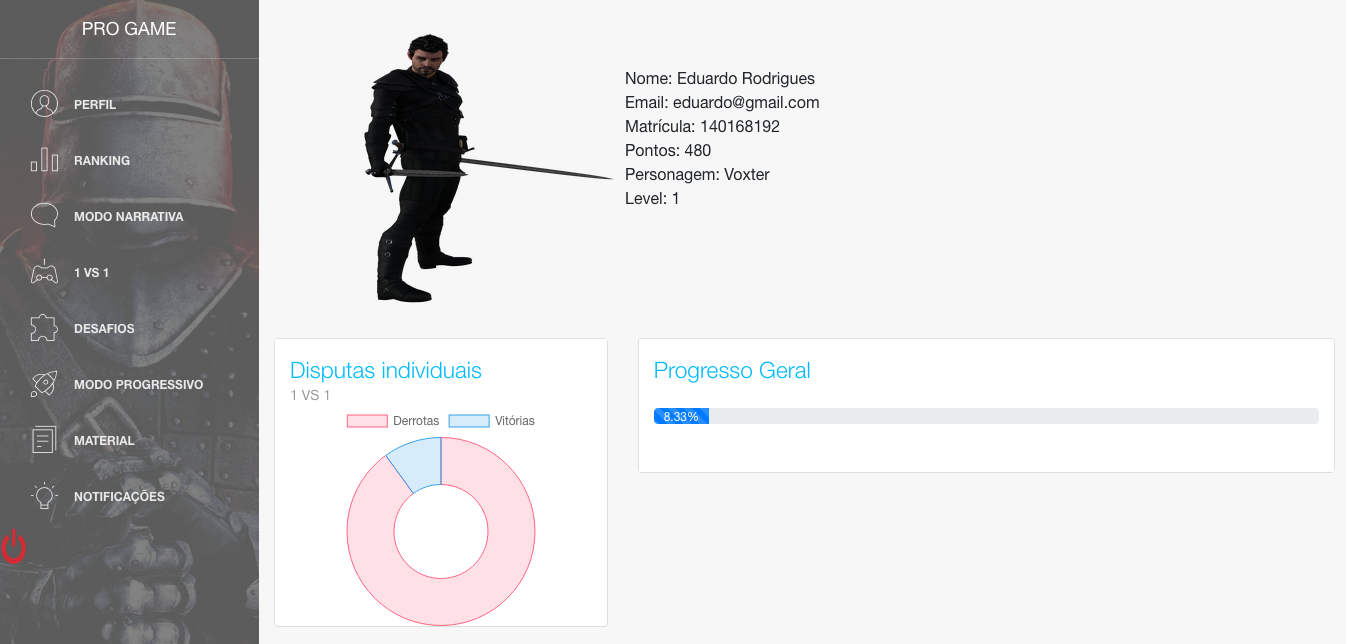 PRO GAME
PERFIL
RANKING
MODO NARRATIVA
1 VS 1
DESAFIOS
MODO PROGRESSIVO
MATERIAL
NOTIFICAÇÕES
Nome: Eduardo Rodrigues
Email: eduardo@gmail.com
Matrícula: 140168192
Pontos: 480
Personagem: Voxter
Level: 1
Disputas individuais
1 VS 1
Derrotas Vitórias
Progresso Geral
8.33%